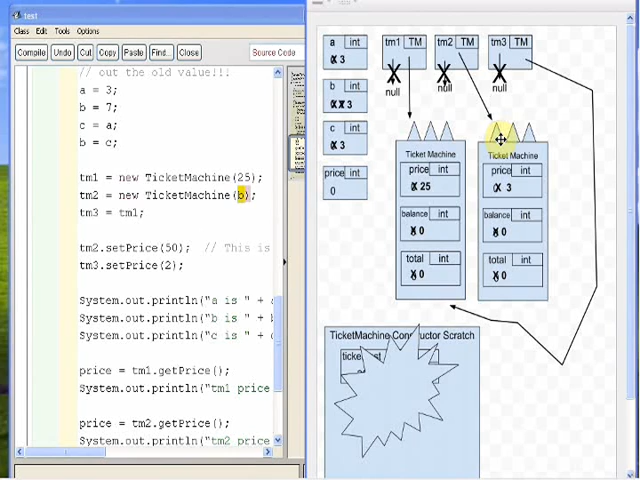 test
Class Edit Tools Options
Compile Undo Cut Copy Paste Find... Close Source Code
// out the old value!!!
a = 3;
b = 7;
c = a;
b = c;
tm1 = new TicketMachine(25);
tm2 = new TicketMachine(b);
tm3 = tm1;
tm2.setPrice(50); // This is
tm3.setPrice(2);
System.out.println("a is " +
System.out.println("b is " +
System.out.println("c is " +
price = tm1.getPrice();
System.out.println("tm1 price
price = tm2.getPrice();
System.out.println("tm2 price
a int
3
b int
3
c int
3
price int
0
tm1 TM
null
tm2 TM
null
tm3 TM
null
Ticket Machine
price int
25
balance int
0
total int
0
Ticket Machine
price int
3
balance int
0
total int
0
TicketMachine Constructor Scratch